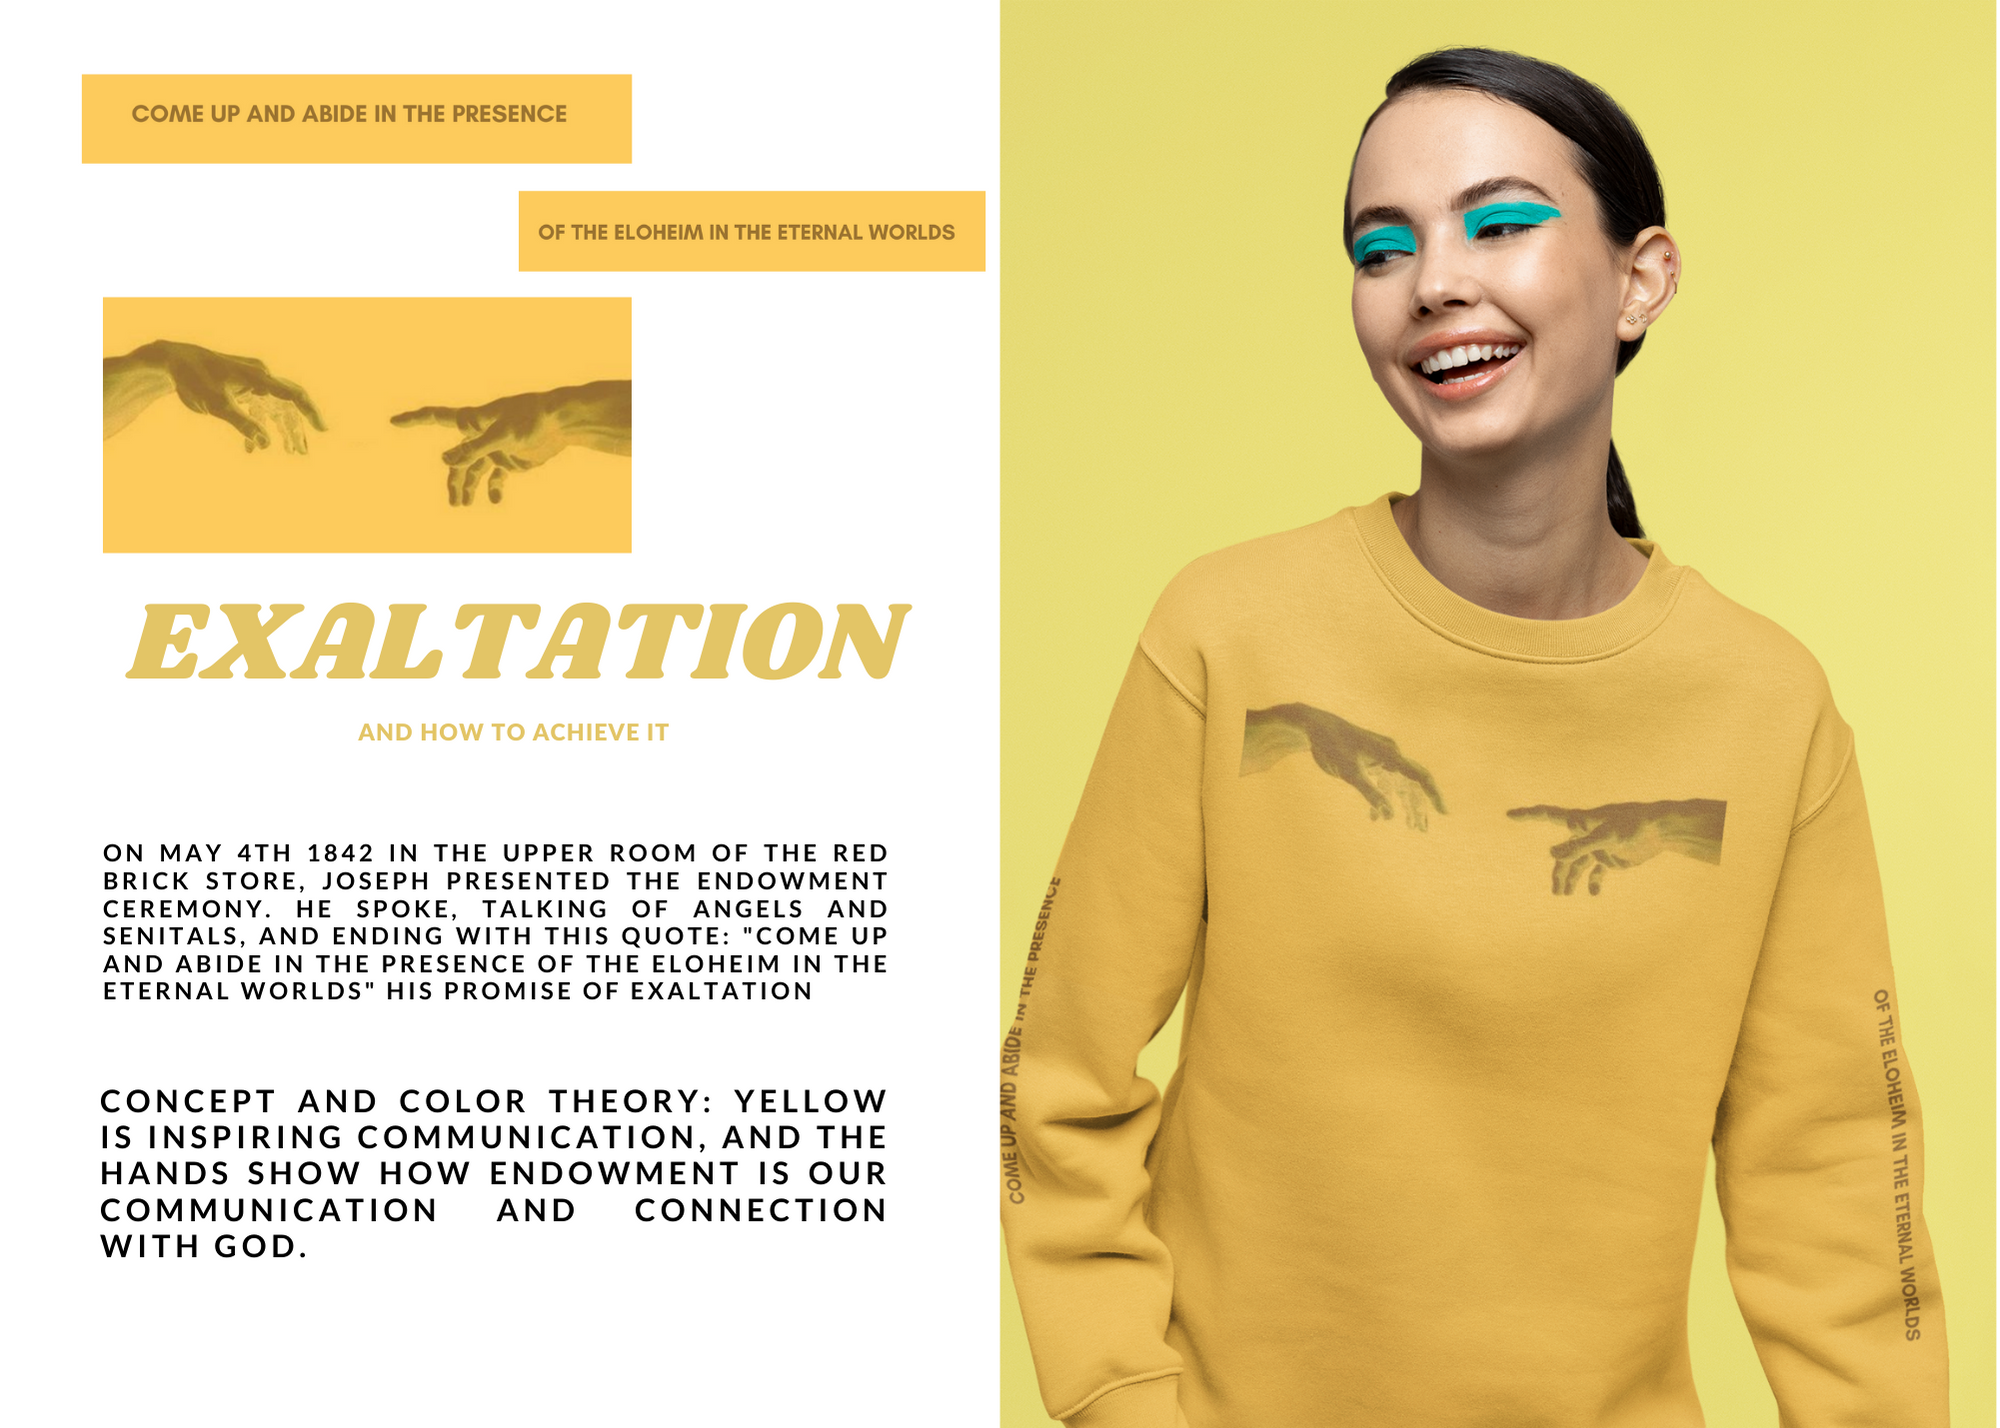 COME UP AND ABIDE IN THE PRESENCE
OF THE ELOHEIM IN THE ETERNAL WORLDS
EXALTATION
AND HOW TO ACHIEVE IT
ON MAY 4TH 1842 IN THE UPPER ROOM OF THE RED
BRICK STORE, JOSEPH PRESENTED THE ENDOWMENT
CEREMONY. HE SPOKE, TALKING OF ANGELS AND
SENITALS, AND ENDING WITH THIS QUOTE: "COME UP
AND ABIDE IN THE PRESENCE OF THE ELOHEIM IN THE
ETERNAL WORLDS" HIS PROMISE OF EXALTATION
CONCEPT AND COLOR THEORY: YELLOW
IS INSPIRING COMMUNICATION, AND THE
HANDS SHOW HOW ENDOWMENT IS OUR
COMMUNICATION AND CONNECTION
WITH GOD.
COME UP AND ABIDE IN THE PRESENCE
OF THE ELOHEIM IN THE ETERNAL WORLDS